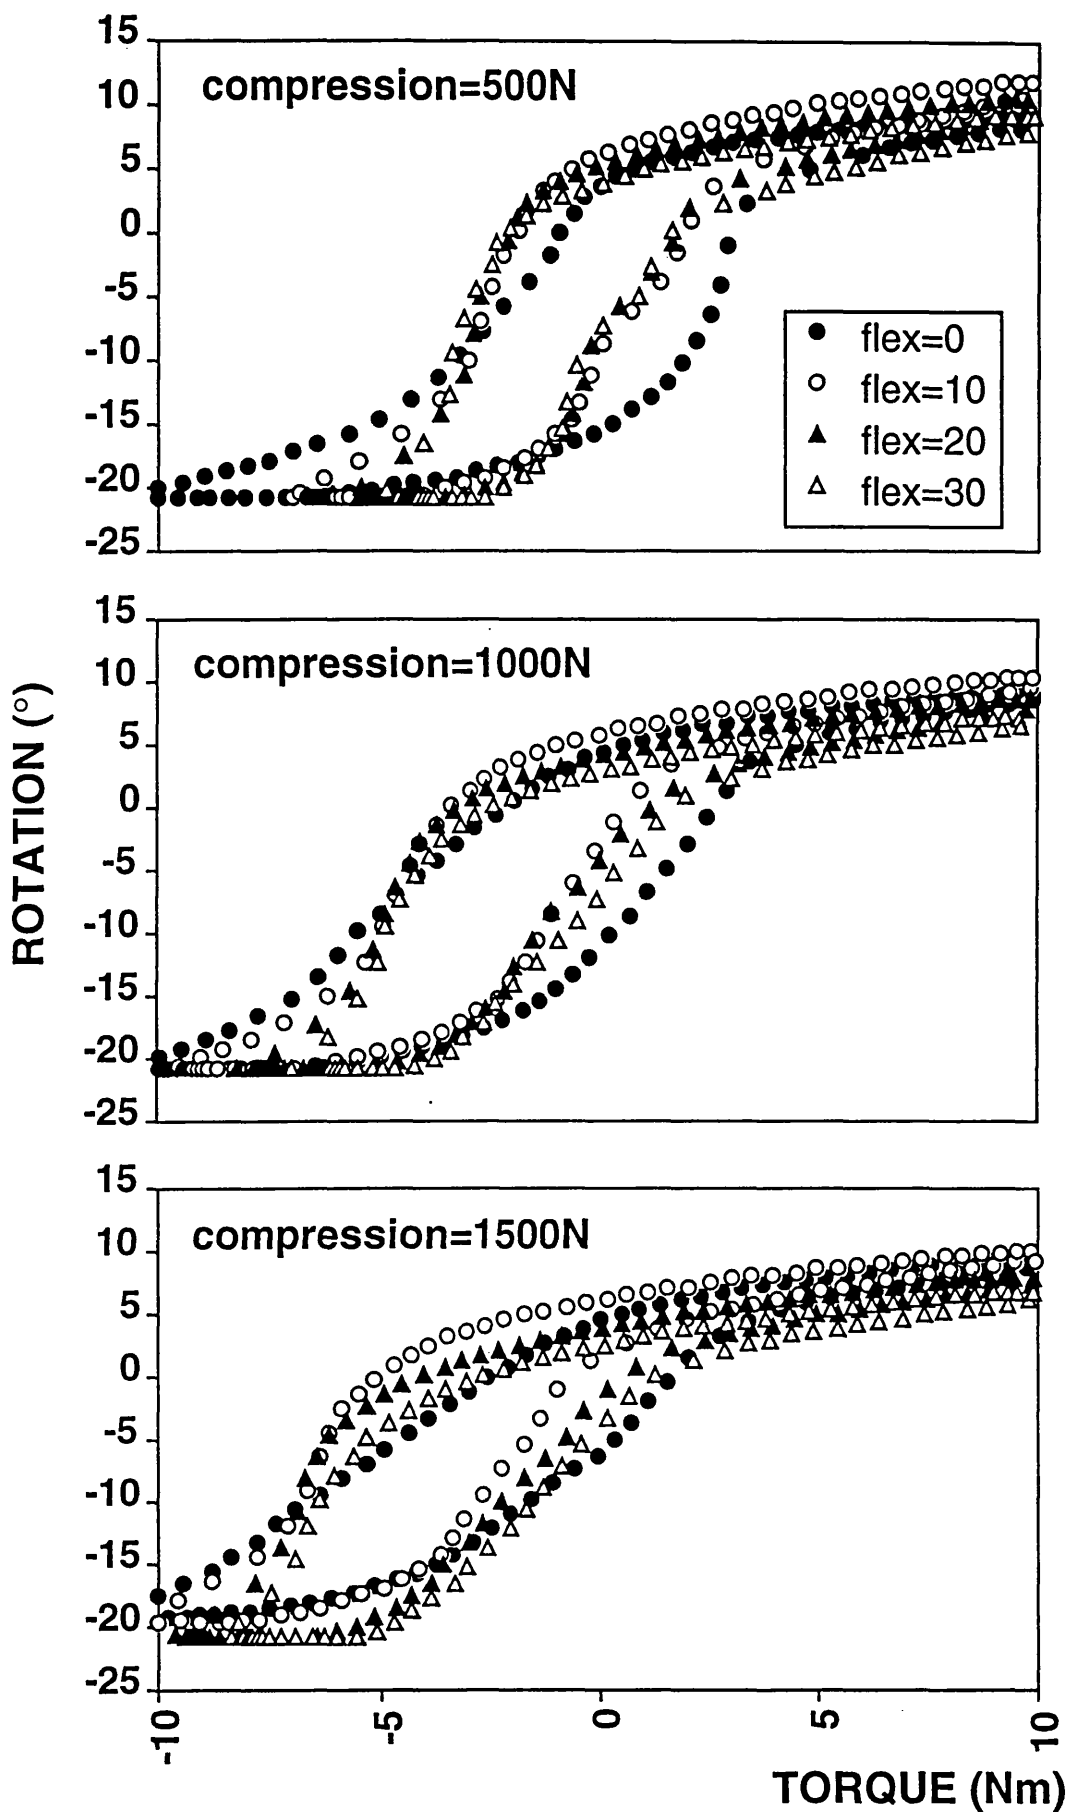 15
compression=500N
10
5
0
-5
-10
-15
-20
-25
flex=0
flex=10
flex=20
flex=30
15
compression=1000N
10
5
0
-5
-10
-15
-20
-25
ROTATION (°)
15
compression=1500N
10
5
0
-5
-10
-15
-20
-25
-10 -5 0 5 10
TORQUE (Nm)